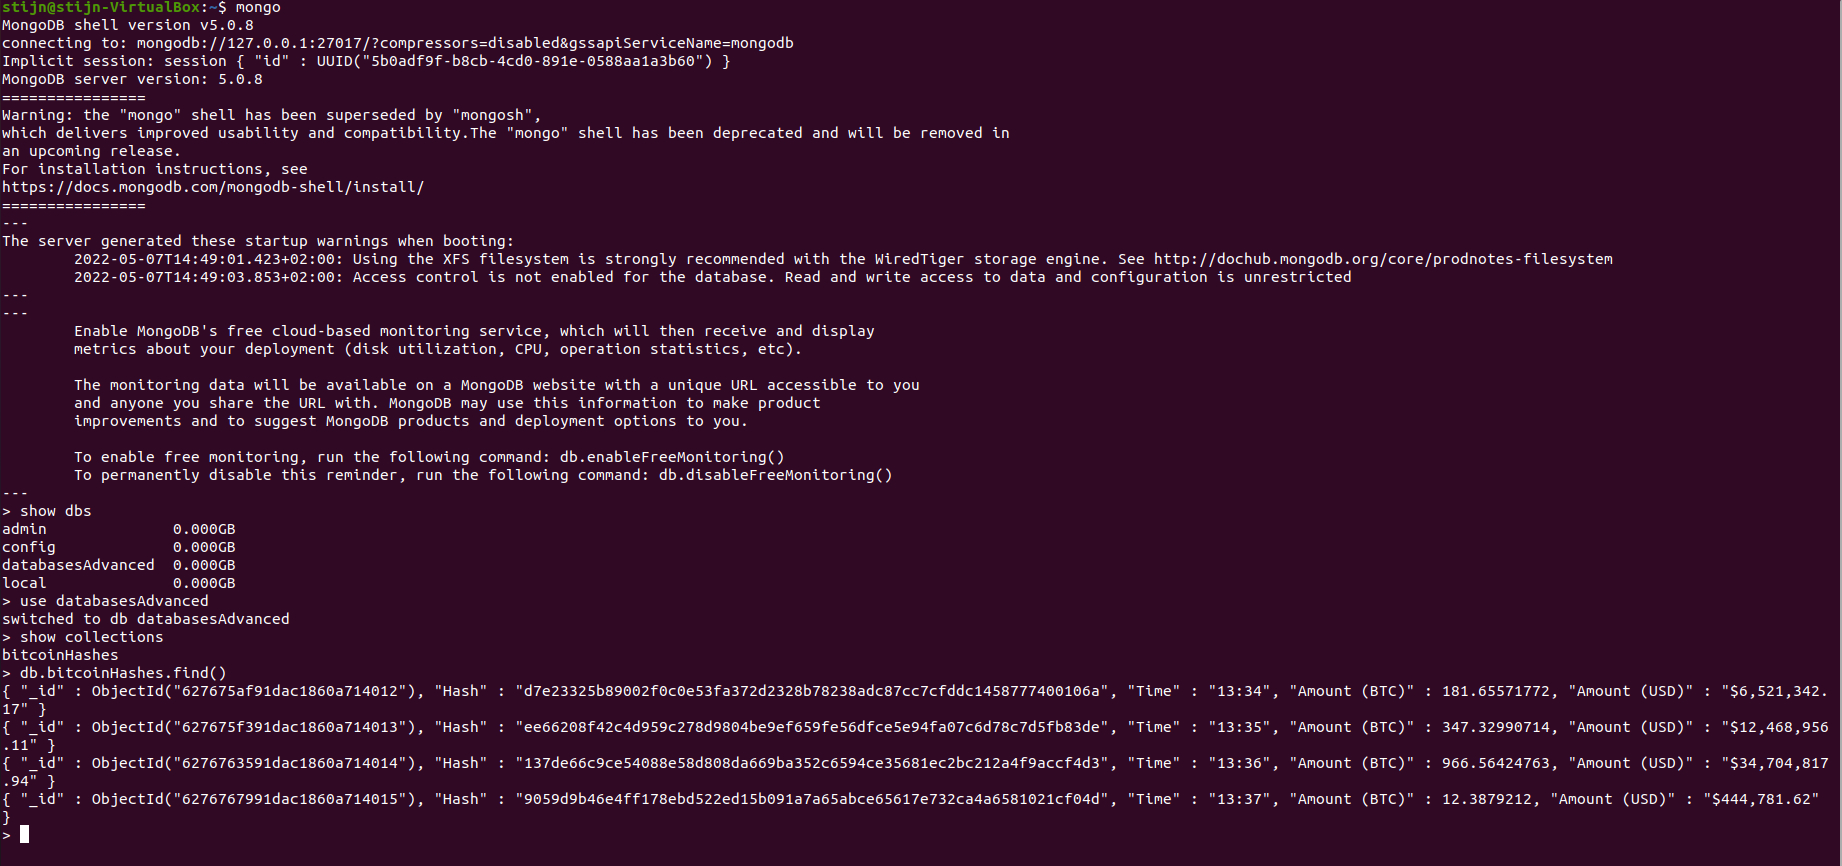 stijn@stijn-VirtualBox:~$ mongo
MongoDB shell version v5.0.8
connecting to: mongodb://127.0.0.1:27017/?compressors=disabled&gssapiServiceName=mongodb
Implicit session: session { "id" : UUID("5b0adf9f-b8cb-4cd0-891e-0588aa1a3b60") }
MongoDB server version: 5.0.8
================
Warning: the "mongo" shell has been superseded by "mongosh",
which delivers improved usability and compatibility.The "mongo" shell has been deprecated and will be removed in
an upcoming release.
For installation instructions, see
https://docs.mongodb.com/mongodb-shell/install/
================
---
The server generated these startup warnings when booting:
        2022-05-07T14:49:01.423+02:00: Using the XFS filesystem is strongly recommended with the WiredTiger storage engine. See http://dochub.mongodb.org/core/prodnotes-filesystem
        2022-05-07T14:49:03.853+02:00: Access control is not enabled for the database. Read and write access to data and configuration is unrestricted
---
---
        Enable MongoDB's free cloud-based monitoring service, which will then receive and display
        metrics about your deployment (disk utilization, CPU, operation statistics, etc).

        The monitoring data will be available on a MongoDB website with a unique URL accessible to you
        and anyone you share the URL with. MongoDB may use this information to make product
        improvements and to suggest MongoDB products and deployment options to you.

        To enable free monitoring, run the following command: db.enableFreeMonitoring()
        To permanently disable this reminder, run the following command: db.disableFreeMonitoring()
---
> show dbs
admin              0.000GB
config             0.000GB
databasesAdvanced  0.000GB
local              0.000GB
> use databasesAdvanced
switched to db databasesAdvanced
> show collections
bitcoinHashes
> db.bitcoinHashes.find()
{ "_id" : ObjectId("627675af91dac1860a714012"), "Hash" : "d7e23325b89002f0c0e53fa372d2328b78238adc87cc7cfddc1458777400106a", "Time" : "13:34", "Amount (BTC)" : 181.65571772, "Amount (USD)" : "$6,521,342.
17" }
{ "_id" : ObjectId("627675f391dac1860a714013"), "Hash" : "ee66208f42c4d959c278d9804be9ef659fe56dfce5e94fa07c6d78c7d5fb83de", "Time" : "13:35", "Amount (BTC)" : 347.32990714, "Amount (USD)" : "$12,468,956
.11" }
{ "_id" : ObjectId("6276763591dac1860a714014"), "Hash" : "137de66c9ce54088e58d808da669ba352c6594ce35681ec2bc212a4f9accf4d3", "Time" : "13:36", "Amount (BTC)" : 966.56424763, "Amount (USD)" : "$34,704,817
.94" }
{ "_id" : ObjectId("6276767991dac1860a714015"), "Hash" : "9059d9b46e4ff178ebd522ed15b091a7a65abce65617e732ca4a6581021cf04d", "Time" : "13:37", "Amount (BTC)" : 12.3879212, "Amount (USD)" : "$444,781.62"
}
>